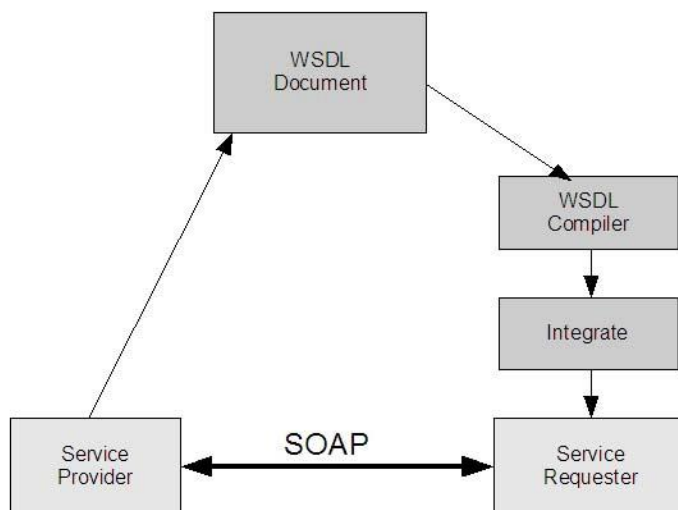 WSDL
Document
WSDL
Compiler
Integrate
SOAP
Service
Provider
Service
Requester